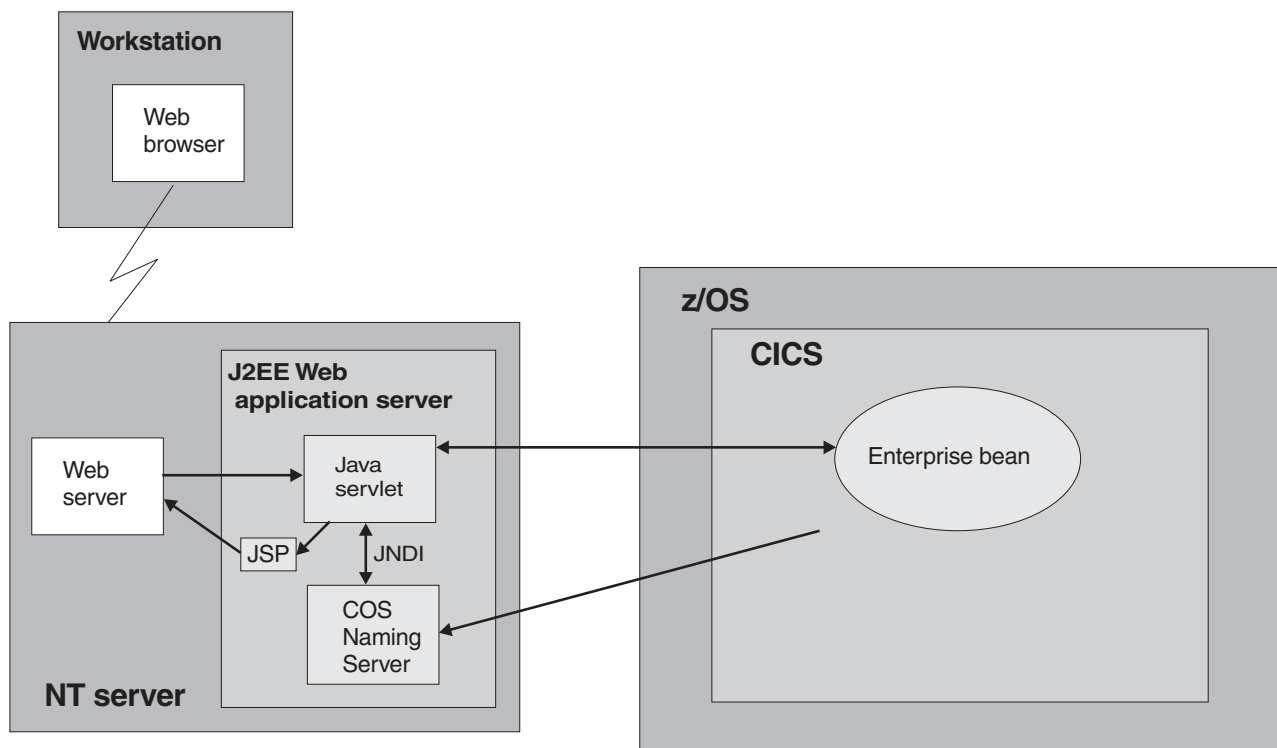 Workstation
Web
browser
z/OS
CICS
J2EE Web
application server
Enterprise bean
Web
server
Java
servlet
JSP
JNDI
COS
Naming
Server
NT server